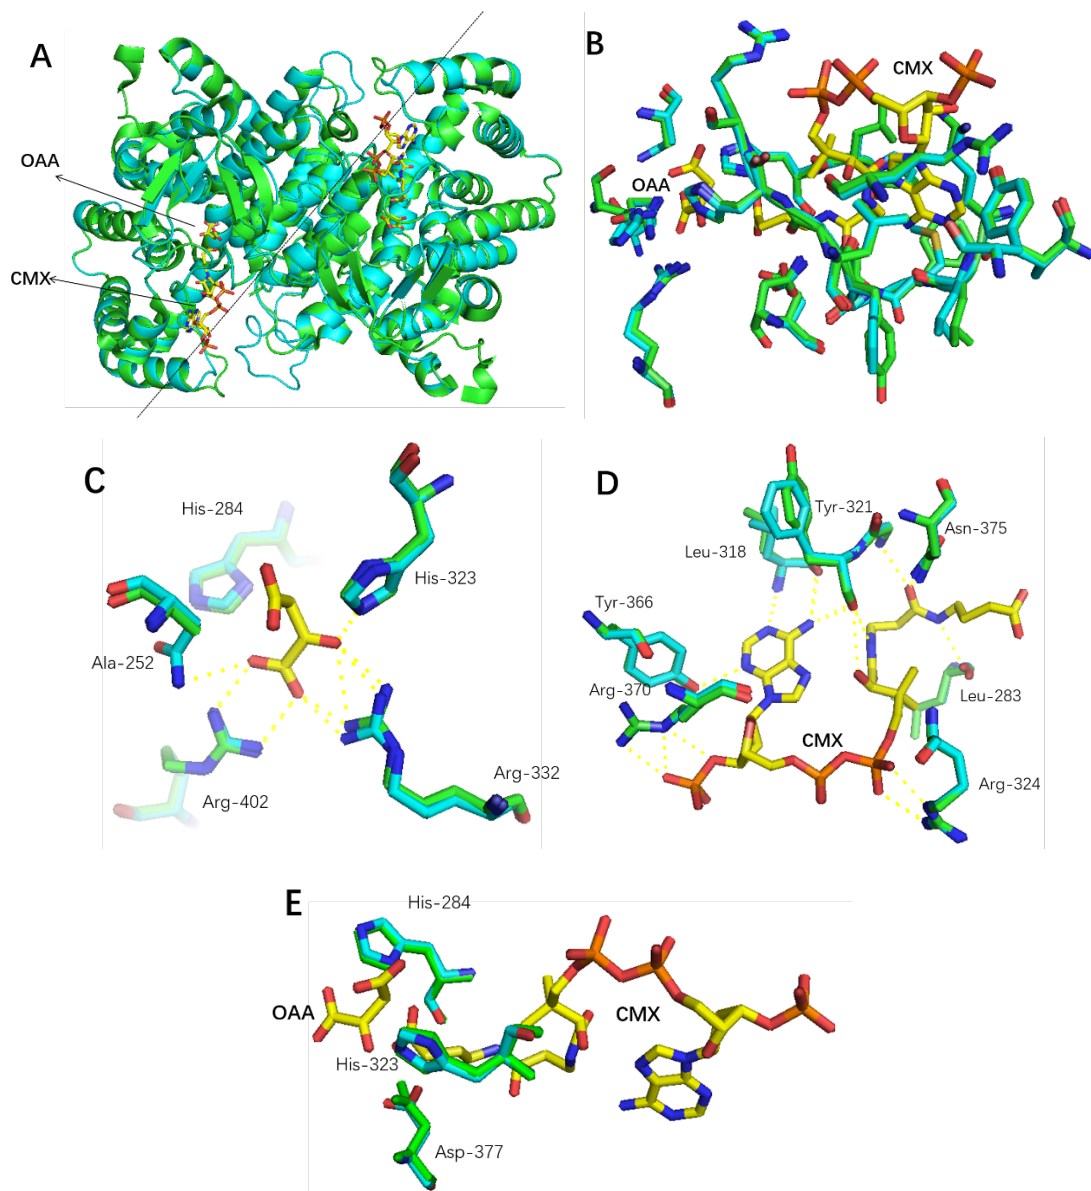 A
OAA
CMX
B
CMX
OAA
C
His-284
His-323
Ala-252
Arg-402
Arg-332
D
Tyr-321
Asn-375
Leu-318
Tyr-366
Arg-370
Leu-283
CMX
Arg-324
E
His-284
OAA
CMX
His-323
Asp-377